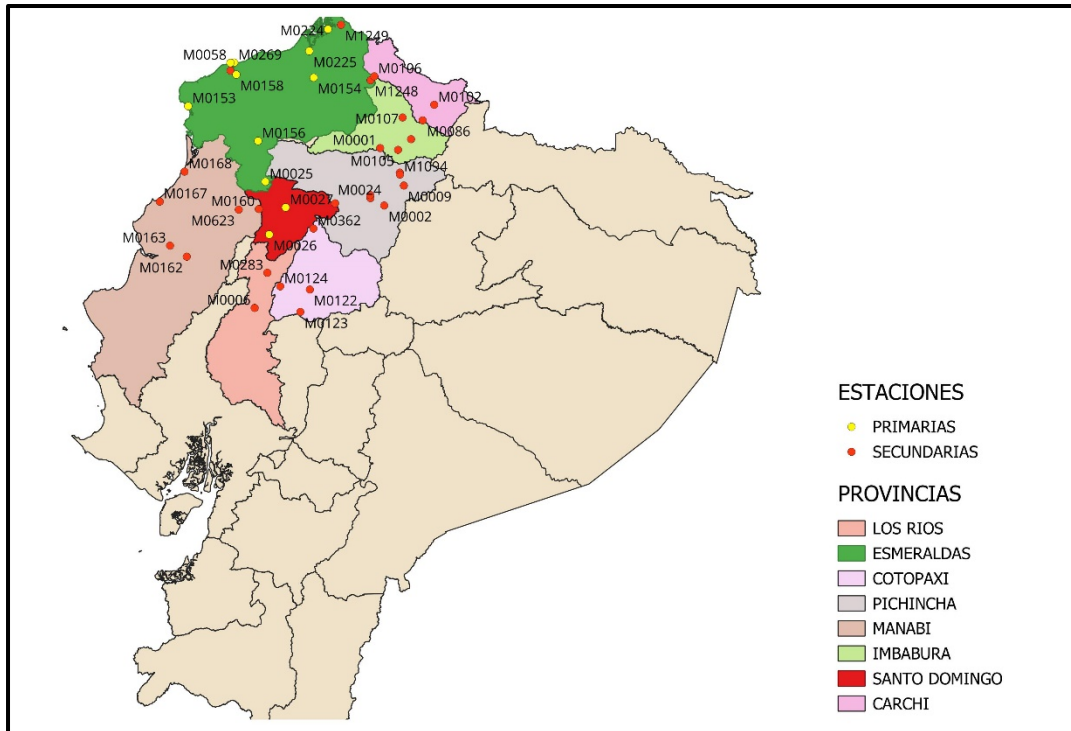 M0224
M1249
M0058
M0269
M0225
M0106
M0158
M0154
M1248
M0102
M0153
M0107
M0086
M0156
M0001
M0105
M0168
M1094
M0025
M0167
M0160
M0027
M0024
M0009
M0623
M0362
M0002
M0163
M0026
M0162
M0283
M0124
M0006
M0122
M0123
ESTACIONES
PRIMARIAS
SECUNDARIAS
PROVINCIAS
LOS RIOS
ESMERALDAS
COTOPAXI
PICHINCHA
MANABI
IMBABURA
SANTO DOMINGO
CARCHI